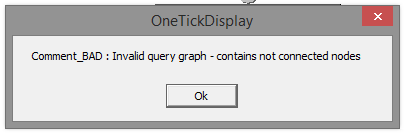 OneTickDisplay
Comment_BAD : Invalid query graph - contains not connected nodes
Ok